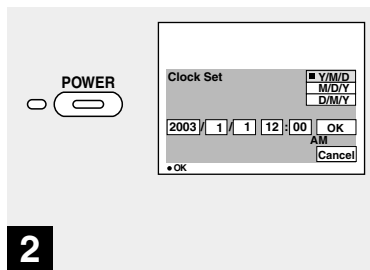 POWER
Clock Set
Y/M/D
M/D/Y
D/M/Y
2003 / 1 / 1 12 : 00 OK
AM
Cancel
OK
2